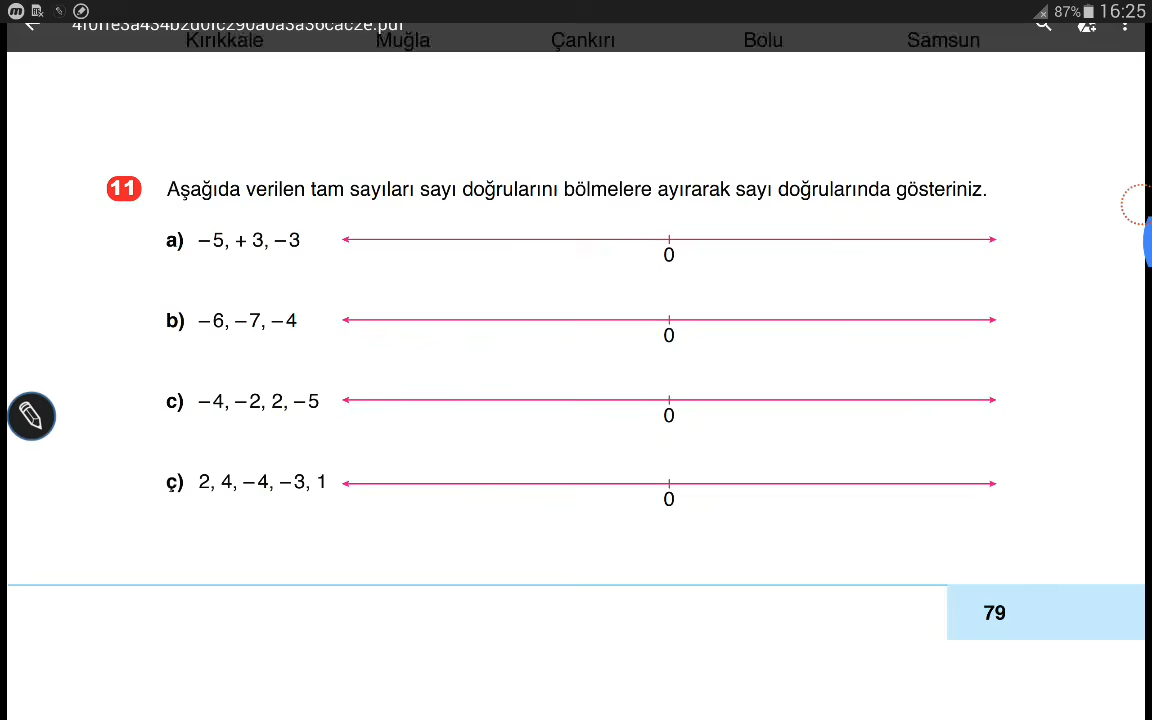 87% 16:25
Kırıkkale Muğla Çankırı Bolu Samsun
11 Aşağıda verilen tam sayıları sayı doğrularını bölmelere ayırarak sayı doğrularında gösteriniz.
a) −5, + 3, −3
0
b) −6, −7, −4
0
c) −4, −2, 2, −5
0
ç) 2, 4, −4, −3, 1
0
79